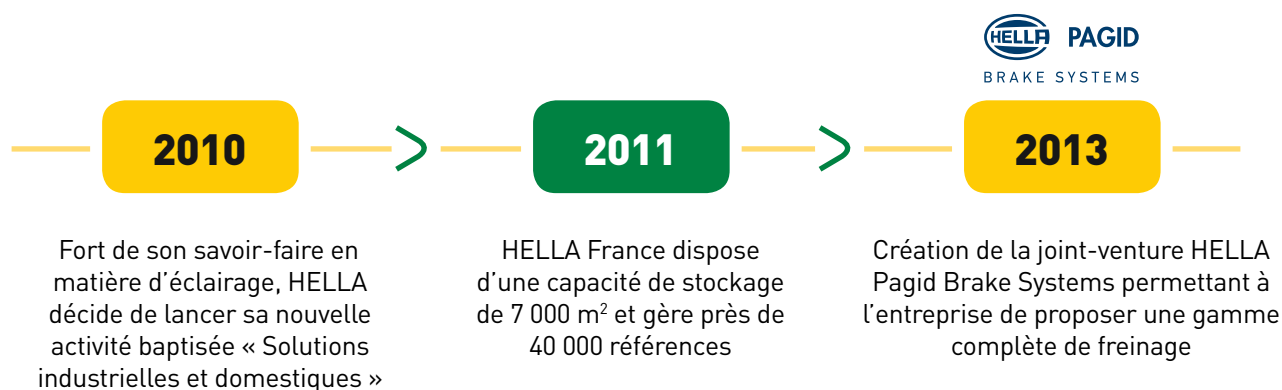 HELLA PAGID
BRAKE SYSTEMS
2010
2011
2013
Fort de son savoir-faire en
matière d’éclairage, HELLA
décide de lancer sa nouvelle
activité baptisée « Solutions
industrielles et domestiques »
HELLA France dispose
d’une capacité de stockage
de 7 000 m² et gère près de
40 000 références
Création de la joint-venture HELLA
Pagid Brake Systems permettant à
l’entreprise de proposer une gamme
complète de freinage